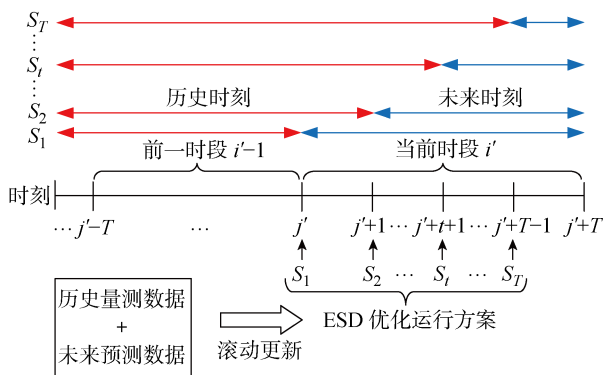 S_T
⋮
S_t
⋮
S_2 历史时刻 未来时刻
S_1
前一时段 i′−1 当前时段 i′
时刻
… j′−T … j′ j′+1 … j′+t+1 … j′+T−1 j′+T
S_1 S_2 … S_t … S_T
历史量测数据
+
未来预测数据
滚动更新
ESD 优化运行方案